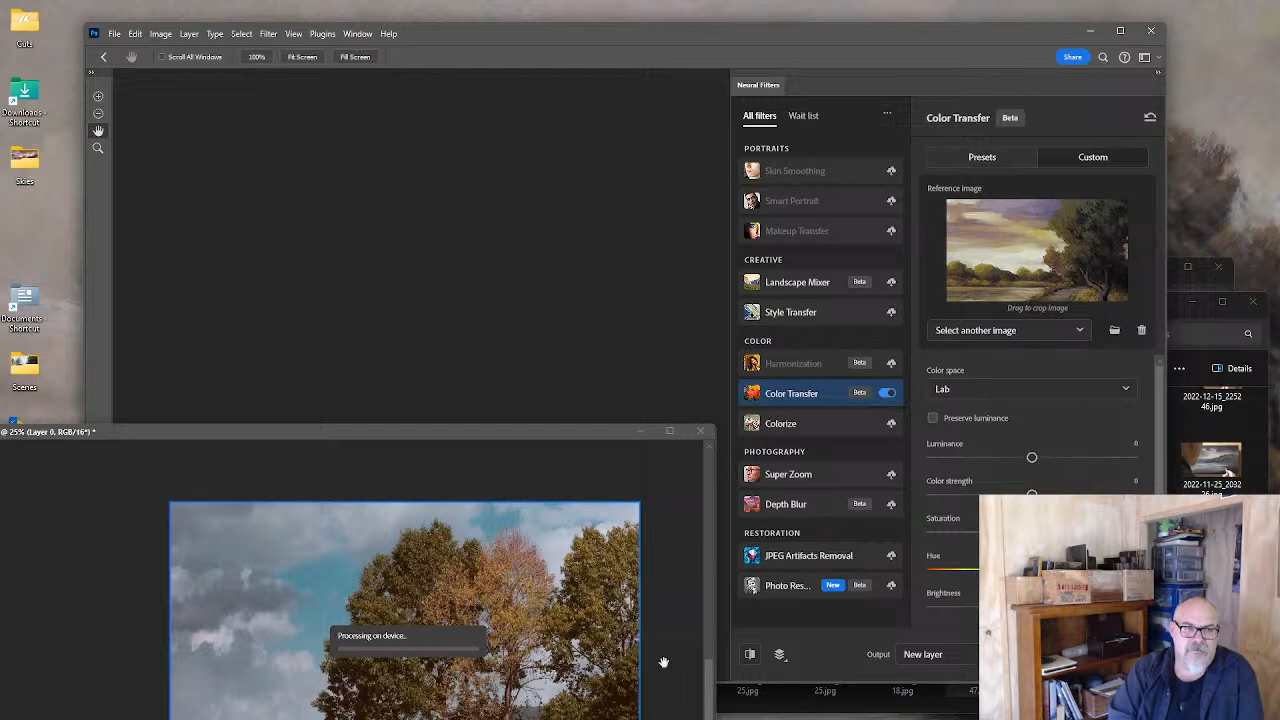 Cuts
Downloads -
Shortcut
Skies
Documents -
Shortcut
Scenes
Ps File Edit Image Layer Type Select Filter View Plugins Window Help
Scroll All Windows 100% Fit Screen Fill Screen Share
Neural Filters
All filters Wait list
PORTRAITS
Skin Smoothing
Smart Portrait
Makeup Transfer
CREATIVE
Landscape Mixer Beta
Style Transfer
COLOR
Harmonization Beta
Color Transfer Beta
Colorize
PHOTOGRAPHY
Super Zoom
Depth Blur Beta
RESTORATION
JPEG Artifacts Removal
Photo Res... New Beta
Color Transfer Beta
Presets Custom
Reference image
Drag to crop image
Select another image
Color space
Lab
Preserve luminance
Luminance 0
Color strength 0
Saturation
Hue
Brightness
Output New layer
@ 25% (Layer 0, RGB/16*) *
Processing on device..
Details
2022-12-15_2252
46.jpg
2022-11-25_2032
26.jpg
25.jpg 25.jpg 18.jpg 47.